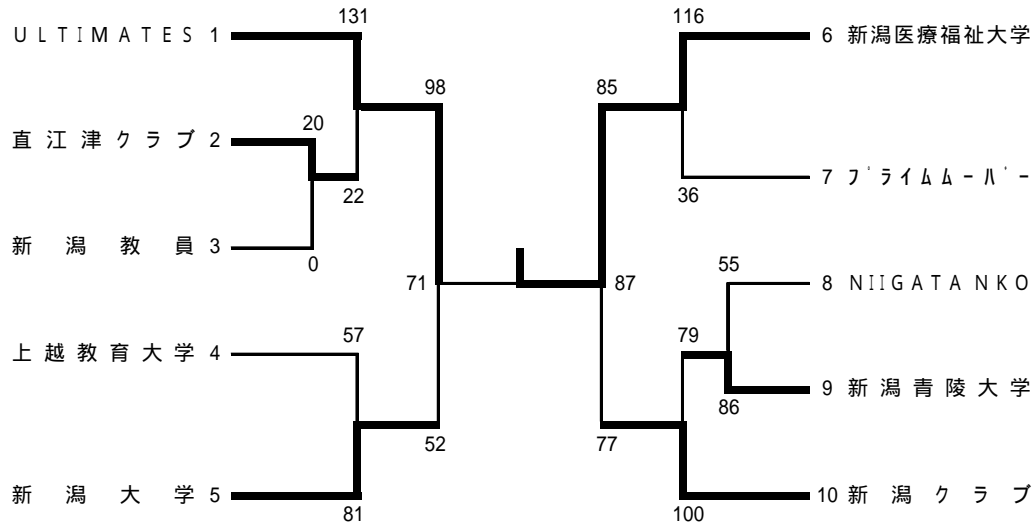 131
116
ULTIMATES 1
6 新潟医療福祉大学
98
85
20
直江津クラブ 2
22
36
7 プライムムーバー
新潟教員 3
0
71
87
55
8 NIIGATA NKO
57
79
上越教育大学 4
9 新潟青陵大学
86
52
77
新潟大学 5
81
100
10 新潟クラブ